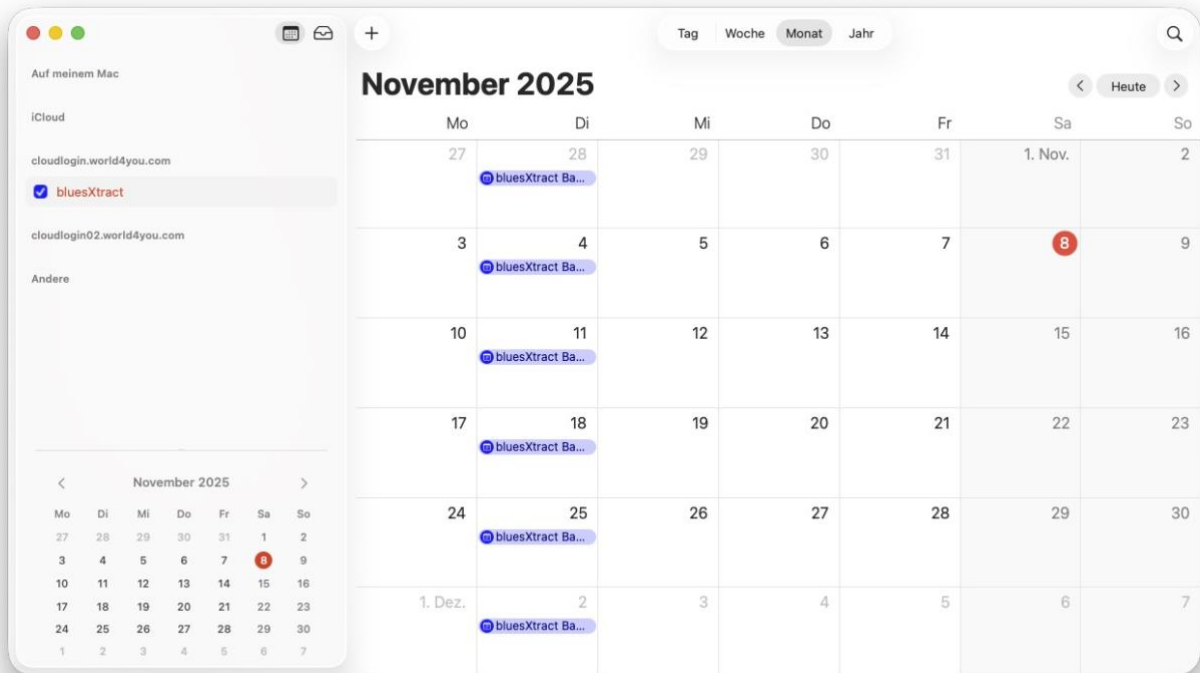 Auf meinem Mac
iCloud
cloudlogin.world4you.com
bluesXtract
cloudlogin02.world4you.com
Andere
November 2025
Mo Di Mi Do Fr Sa So
27 28 29 30 31 1 2
3 4 5 6 7 8 9
10 11 12 13 14 15 16
17 18 19 20 21 22 23
24 25 26 27 28 29 30
1 2 3 4 5 6 7
Tag Woche Monat Jahr
November 2025
Heute
Mo Di Mi Do Fr Sa So
27 28 29 30 31 1. Nov. 2
bluesXtract Ba...
3 4 5 6 7 8 9
bluesXtract Ba...
10 11 12 13 14 15 16
bluesXtract Ba...
17 18 19 20 21 22 23
bluesXtract Ba...
24 25 26 27 28 29 30
bluesXtract Ba...
1. Dez. 2 3 4 5 6 7
bluesXtract Ba...